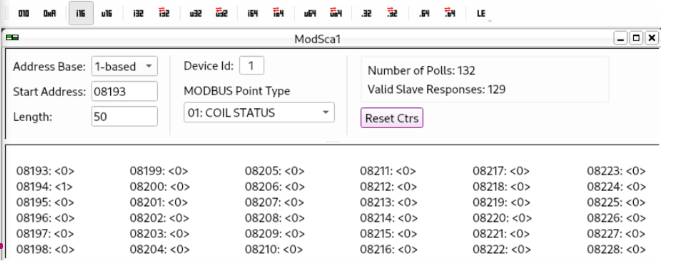 010 0xA i16 u16 i32 i32 u32 u32 i64 i64 u64 u64 .32 .32 .64 .64 LE
ModSca1
Address Base: 1-based Device Id: 1 Number of Polls: 132
Start Address: 08193 MODBUS Point Type Valid Slave Responses: 129
Length: 50 01: COIL STATUS Reset Ctrs
08193: <0> 08199: <0> 08205: <0> 08211: <0> 08217: <0> 08223: <0>
08194: <1> 08200: <0> 08206: <0> 08212: <0> 08218: <0> 08224: <0>
08195: <0> 08201: <0> 08207: <0> 08213: <0> 08219: <0> 08225: <0>
08196: <0> 08202: <0> 08208: <0> 08214: <0> 08220: <0> 08226: <0>
08197: <0> 08203: <0> 08209: <0> 08215: <0> 08221: <0> 08227: <0>
08198: <0> 08204: <0> 08210: <0> 08216: <0> 08222: <0> 08228: <0>